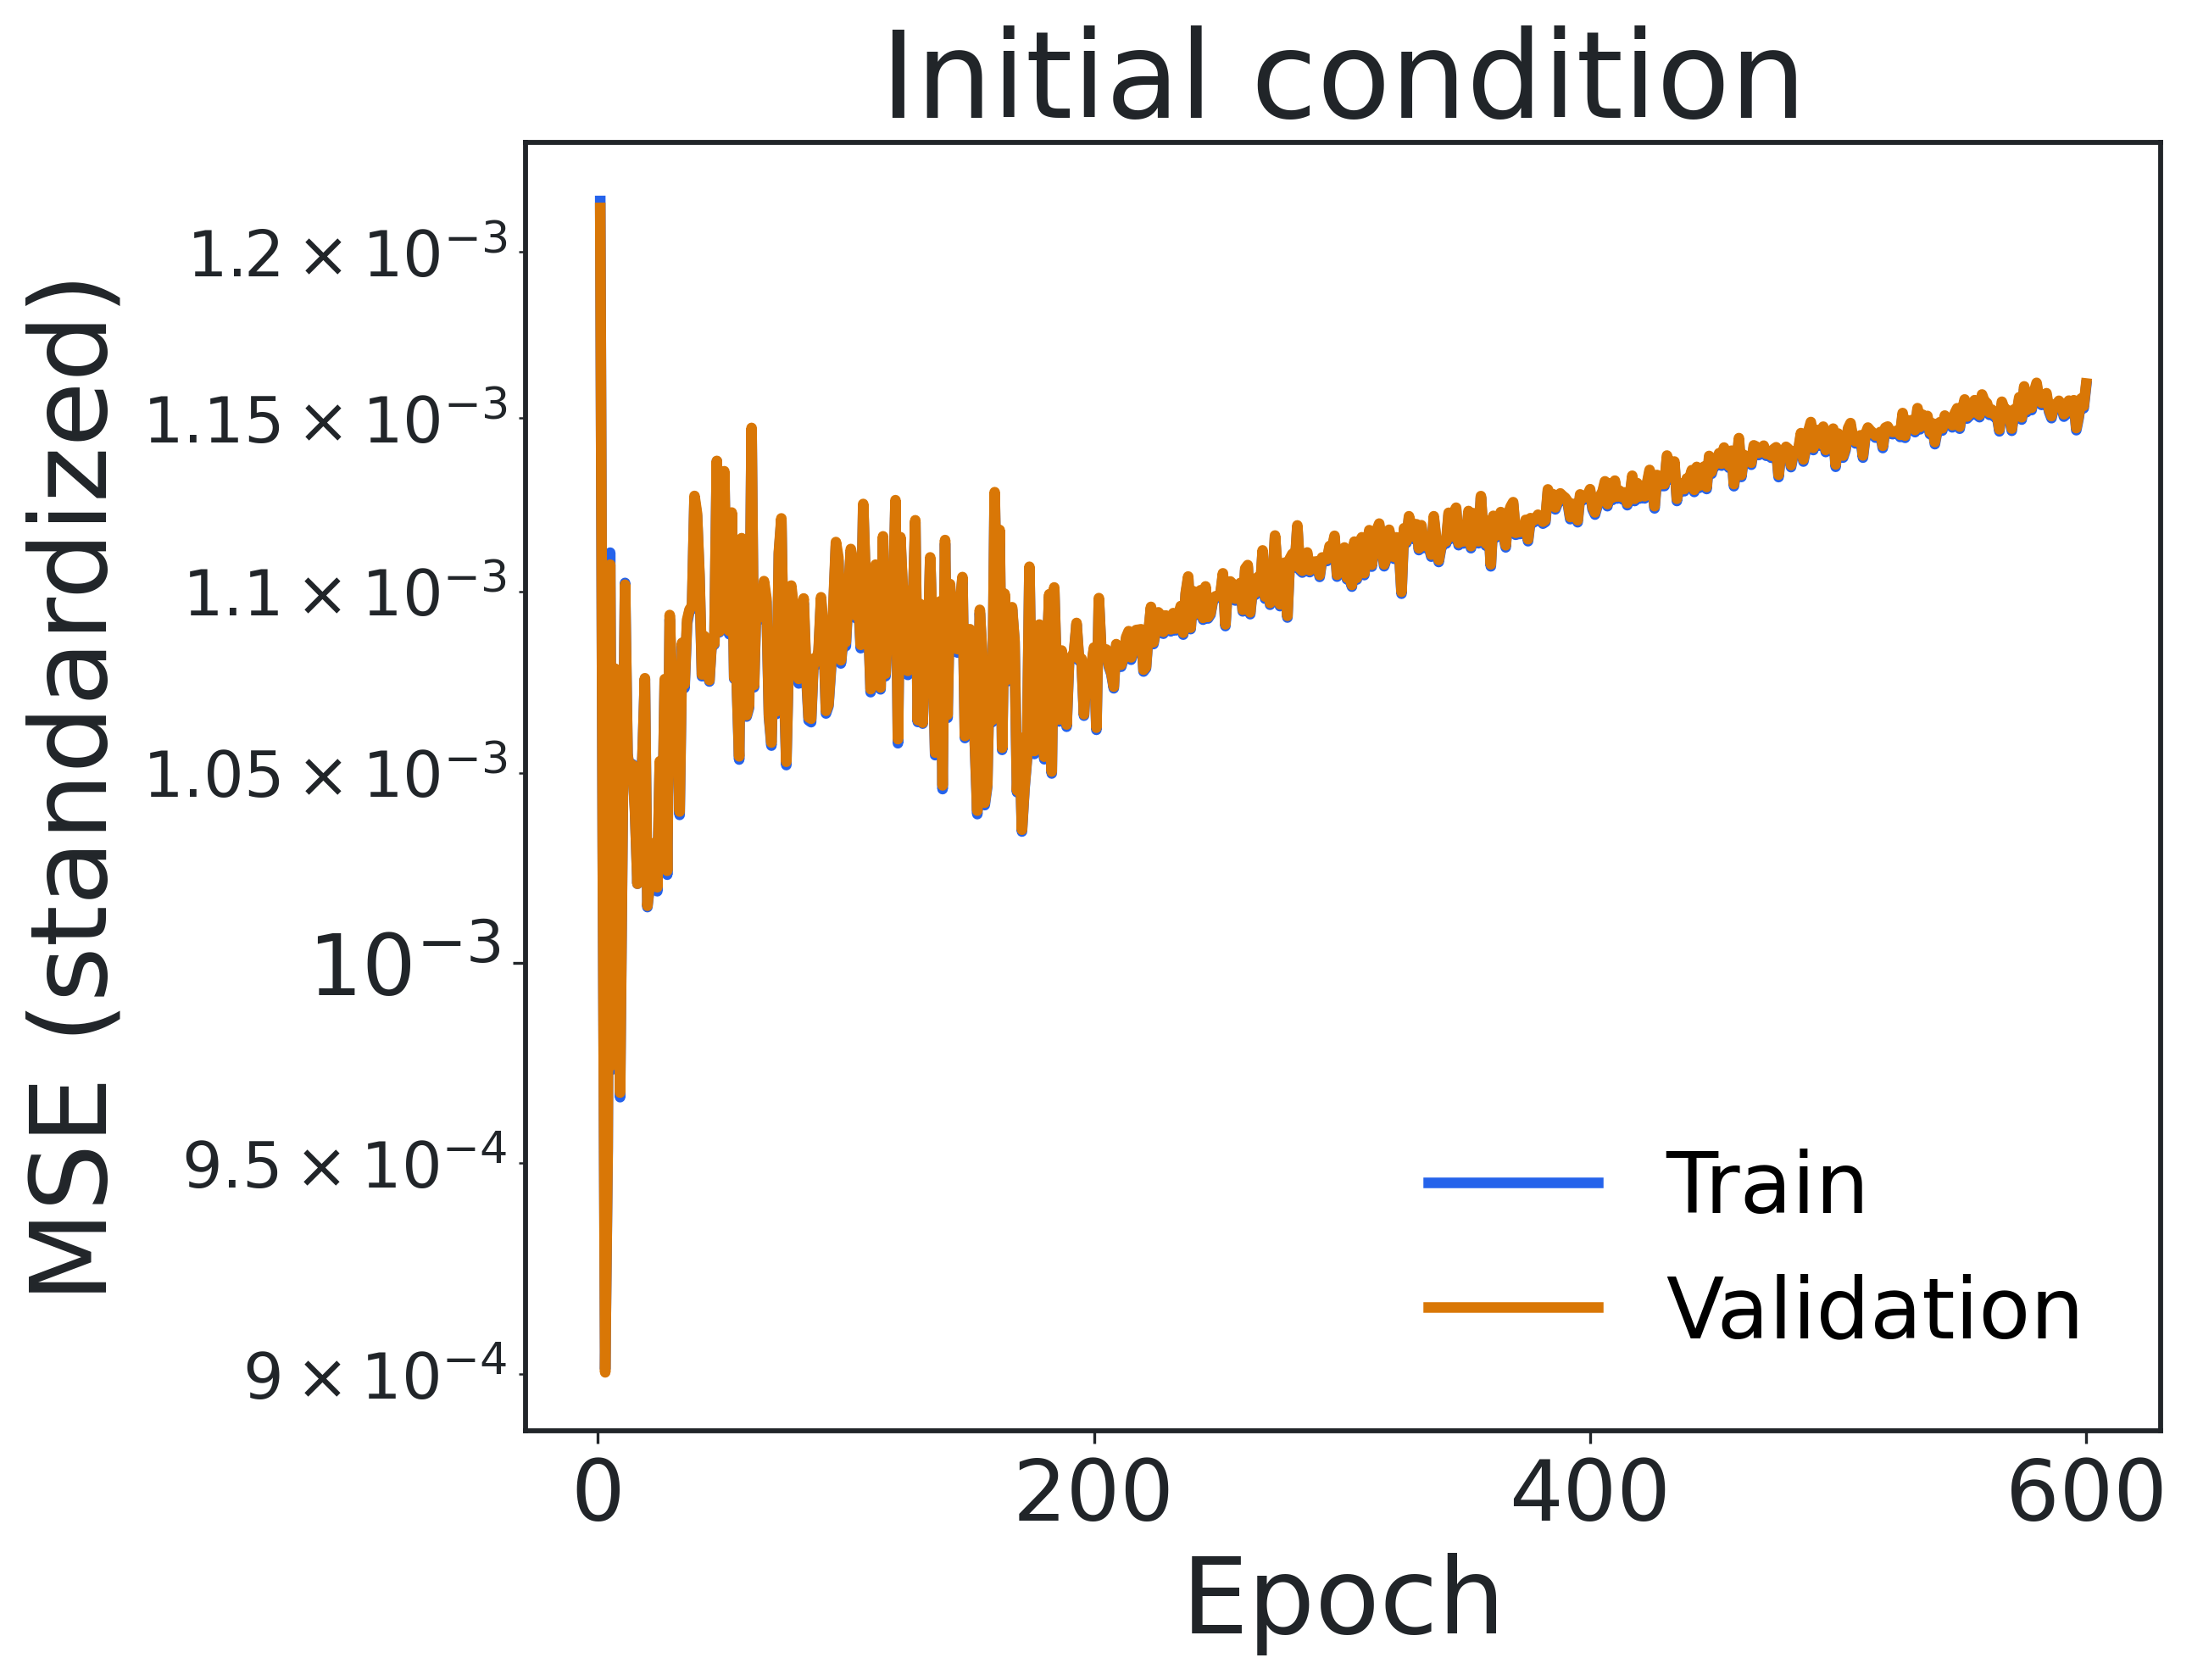 Initial condition
MSE (standardized)
1.2 × 10⁻³
1.15 × 10⁻³
1.1 × 10⁻³
1.05 × 10⁻³
10⁻³
9.5 × 10⁻⁴
9 × 10⁻⁴
Train
Validation
0 200 400 600
Epoch